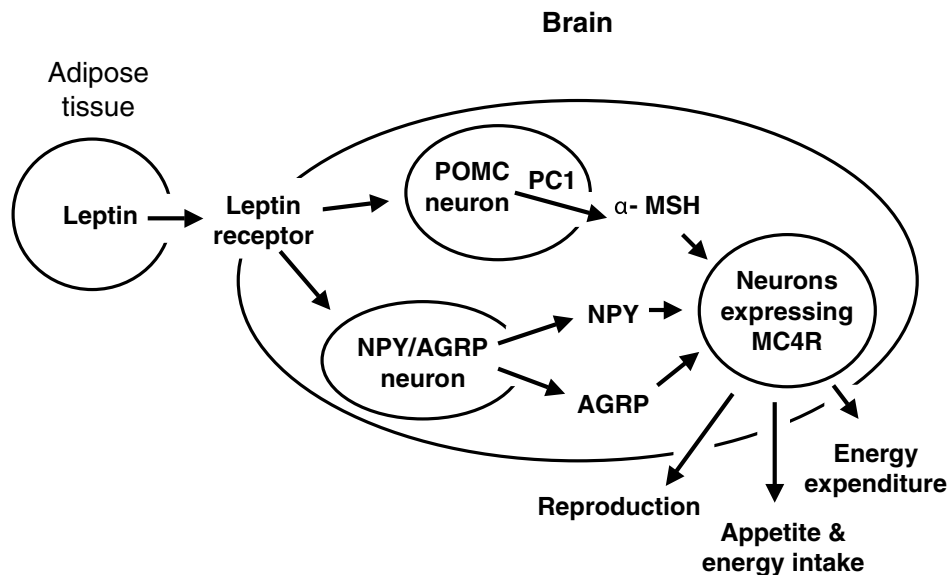 Brain
Adipose
tissue
Leptin
Leptin
receptor
POMC
neuron
PC1
α- MSH
NPY/AGRP
neuron
NPY
AGRP
Neurons
expressing
MC4R
Reproduction
Appetite &
energy intake
Energy
expenditure